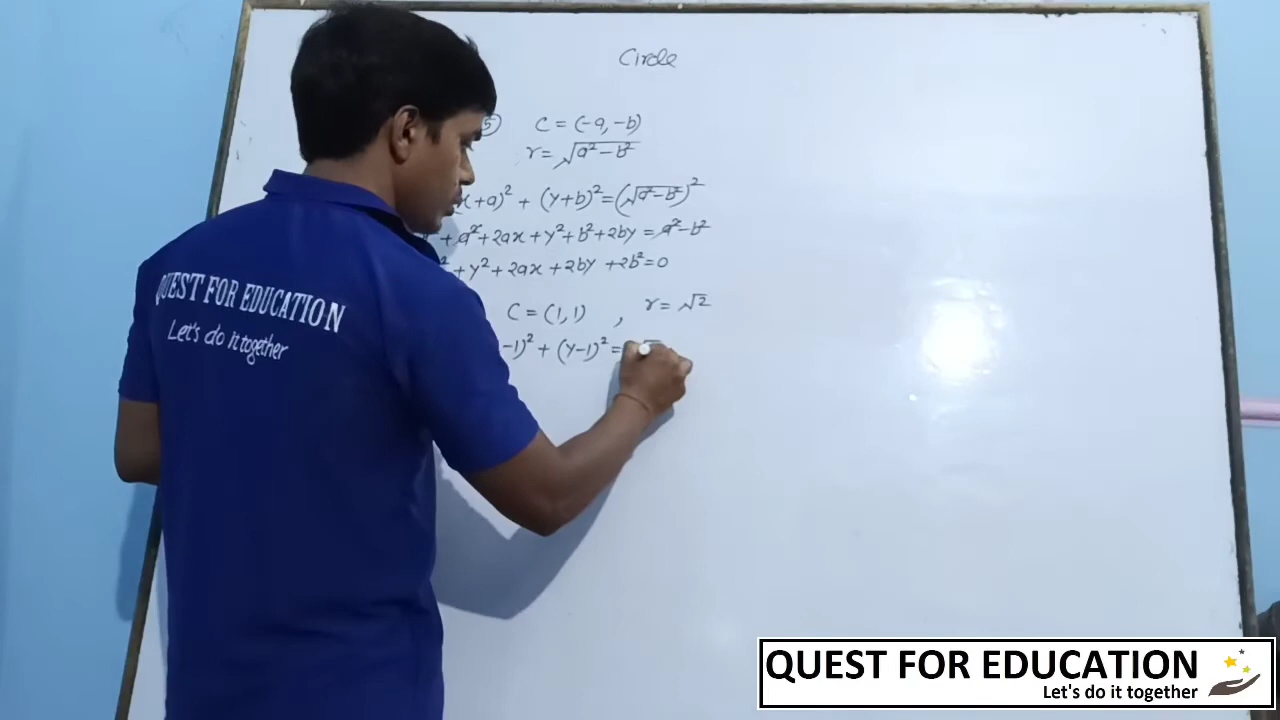 Circle
5 C = (-a, -b)
r = √a² - b²
x+a)² + (y+b)² = (√a²-b²)²
+ a² + 2ax + y² + b² + 2by = a² - b²
² + y² + 2ax + 2by + 2b² = 0
C = (1, 1) , r = √2
-1)² + (y-1)² =
QUEST FOR EDUCATION
Let's do it together
QUEST FOR EDUCATION
Let's do it together